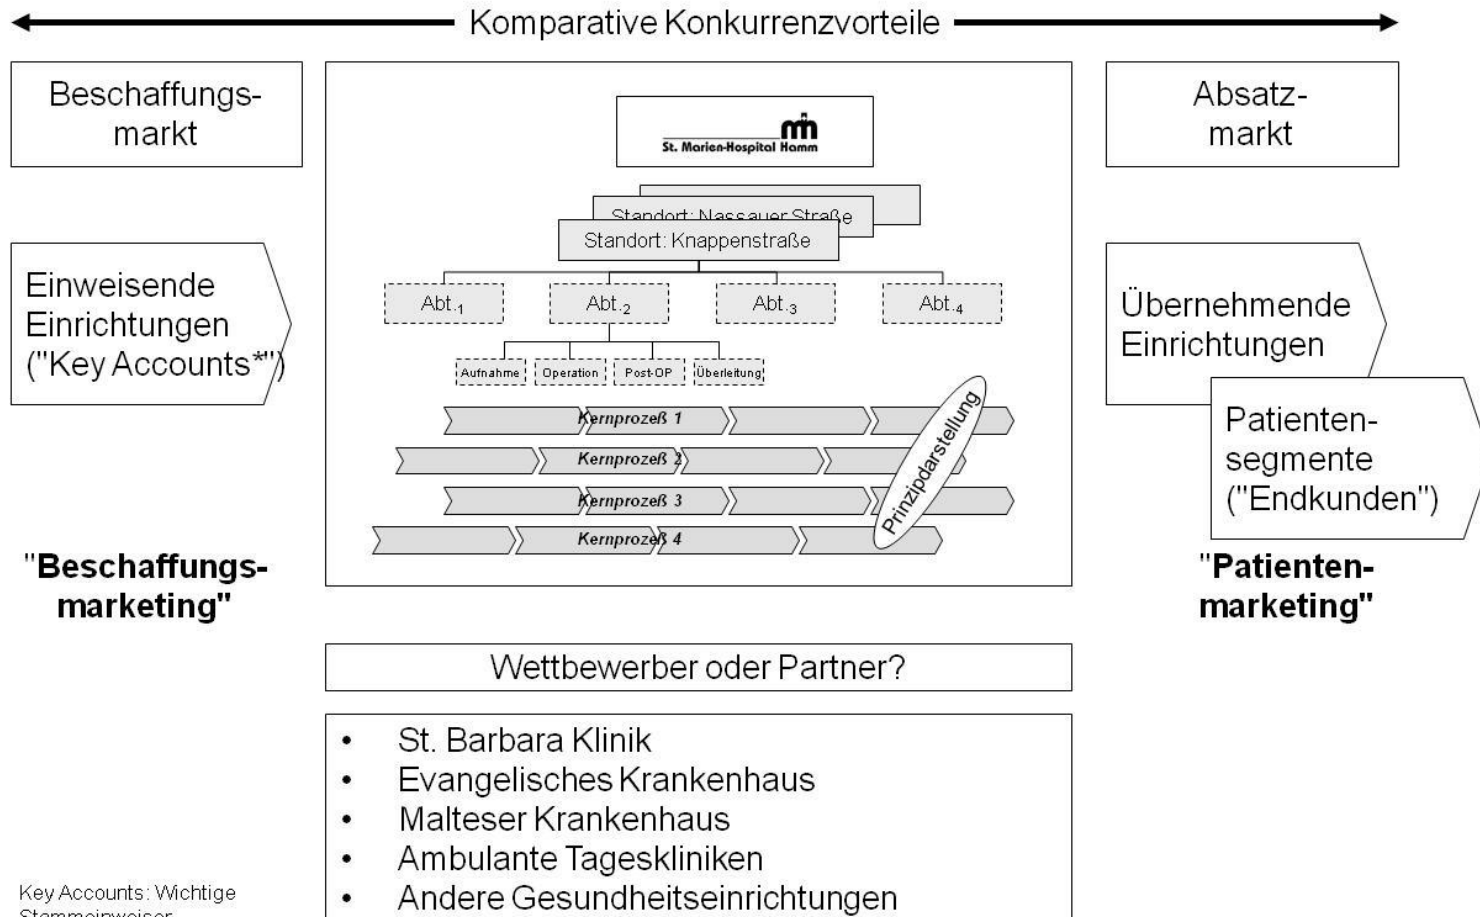 Komparative Konkurrenzvorteile
Beschaffungs-
markt
St. Marien-Hospital Hamm
Absatz-
markt
Standort: Nassauer Straße
Standort: Knappenstraße
Einweisende
Einrichtungen
("Key Accounts*")
Abt.1
Abt.2
Abt.3
Abt.4
Aufnahme
Operation
Post-OP
Überleitung
Kernprozeß 1
Kernprozeß 2
Kernprozeß 3
Kernprozeß 4
Prinzipdarstellung
Übernehmende
Einrichtungen
Patienten-
segmente
("Endkunden")
"Beschaffungs-
marketing"
"Patienten-
marketing"
Wettbewerber oder Partner?
• St. Barbara Klinik
• Evangelisches Krankenhaus
• Malteser Krankenhaus
• Ambulante Tageskliniken
• Andere Gesundheitseinrichtungen
Key Accounts: Wichtige
Stammeinweiser